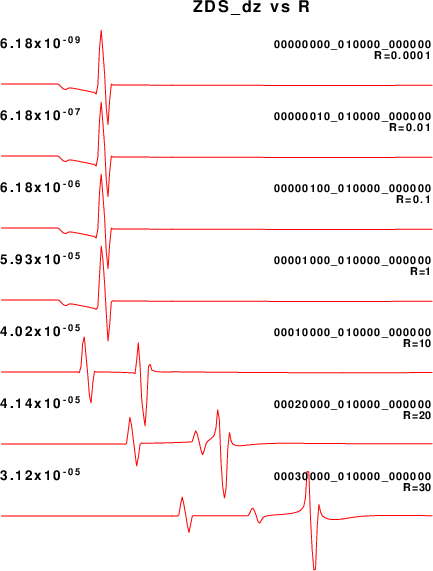 ZDS_dz vs R
6.18x10-09 00000000_010000_000000
R=0.0001
6.18x10-07 00000010_010000_000000
R=0.01
6.18x10-06 00000100_010000_000000
R=0.1
5.93x10-05 00001000_010000_000000
R=1
4.02x10-05 00010000_010000_000000
R=10
4.14x10-05 00020000_010000_000000
R=20
3.12x10-05 00030000_010000_000000
R=30